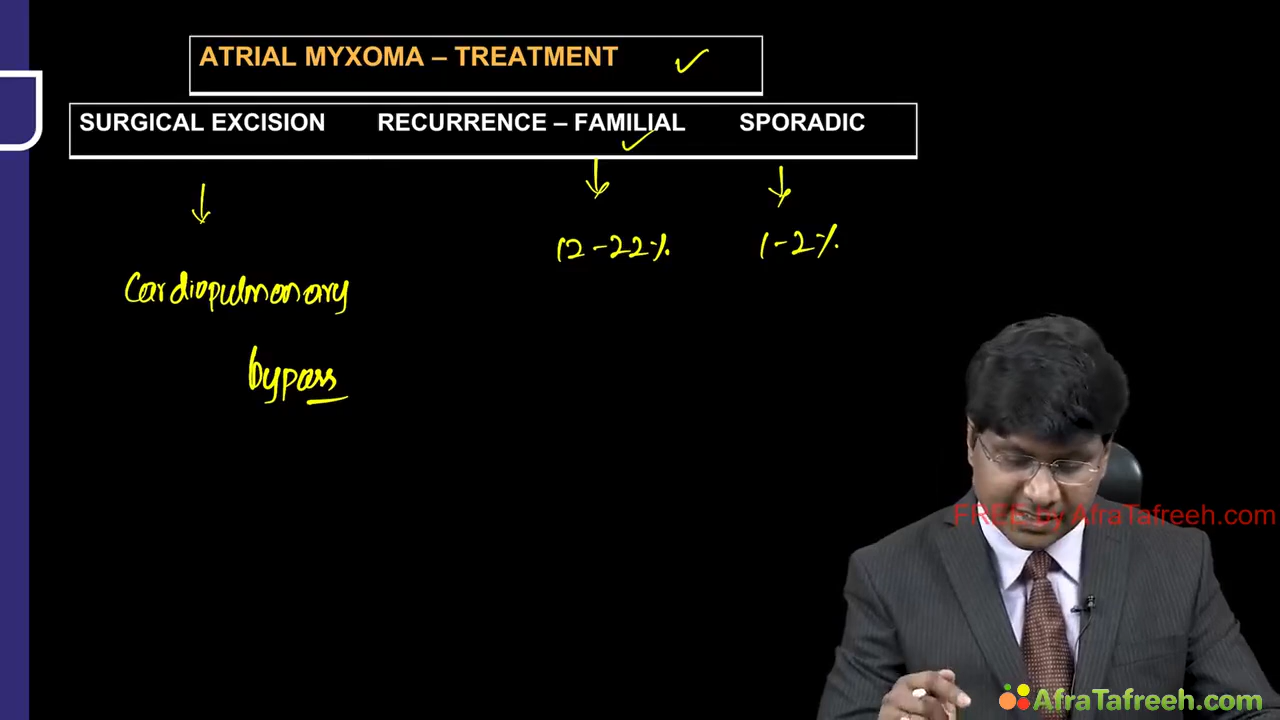 ATRIAL MYXOMA – TREATMENT
SURGICAL EXCISION RECURRENCE – FAMILIAL SPORADIC
12-22% 1-2%
Cardiopulmonary
bypass
FREE by AfraTafreeh.com
AfraTafreeh.com